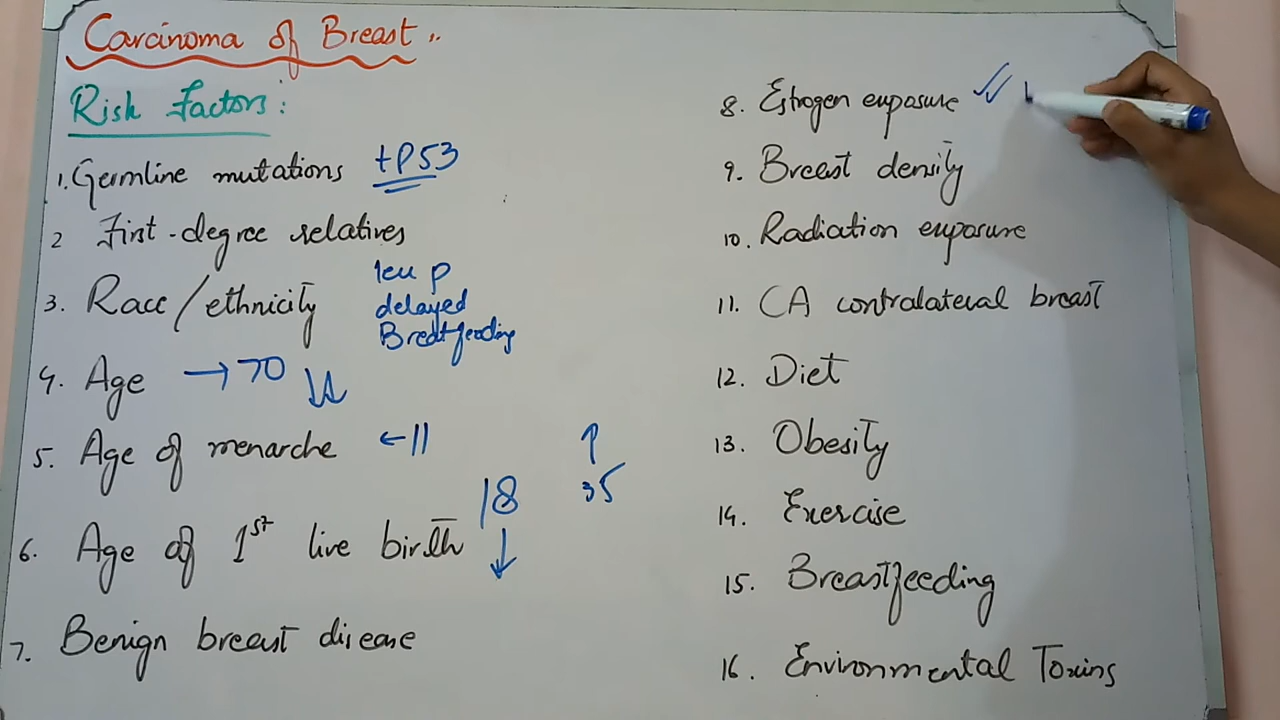 Carcinoma of Breast
Risk Factors:
1. Germline mutations tP53
2 First-degree relatives
3. Race/ethnicity
less p
delayed
Breastfeeding
4. Age → 70 ↓↓
5. Age of menarche ← 11
6. Age of 1st live birth 18 ↓ 35 ↑
7. Benign breast disease
8. Estrogen exposure
9. Breast density
10. Radiation exposure
11. CA contralateral breast
12. Diet
13. Obesity
14. Exercise
15. Breastfeeding
16. Environmental Toxins